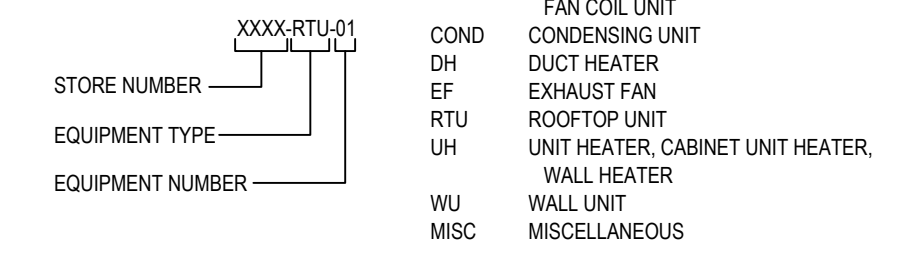 FAN COIL UNIT
XXXX-RTU-01
COND CONDENSING UNIT
DH DUCT HEATER
STORE NUMBER
EF EXHAUST FAN
RTU ROOFTOP UNIT
EQUIPMENT TYPE
UH UNIT HEATER, CABINET UNIT HEATER,
WALL HEATER
EQUIPMENT NUMBER
WU WALL UNIT
MISC MISCELLANEOUS